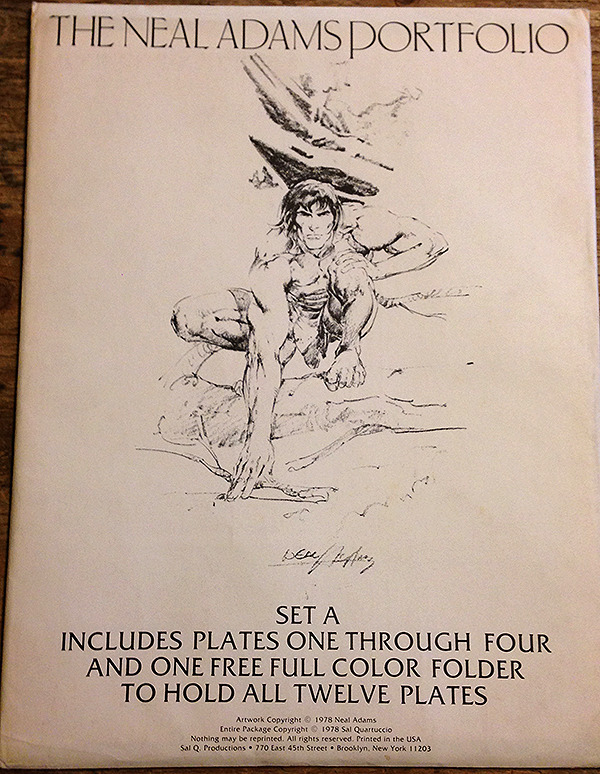 THE NEAL ADAMS PORTFOLIO
Neal Adams
SET A
INCLUDES PLATES ONE THROUGH FOUR
AND ONE FREE FULL COLOR FOLDER
TO HOLD ALL TWELVE PLATES
Artwork Copyright © 1978 Neal Adams
Entire Package Copyright © 1978 Sal Quartuccio
Nothing may be reprinted. All rights reserved. Printed in the USA
Sal Q. Productions • 770 East 45th Street • Brooklyn, New York 11203